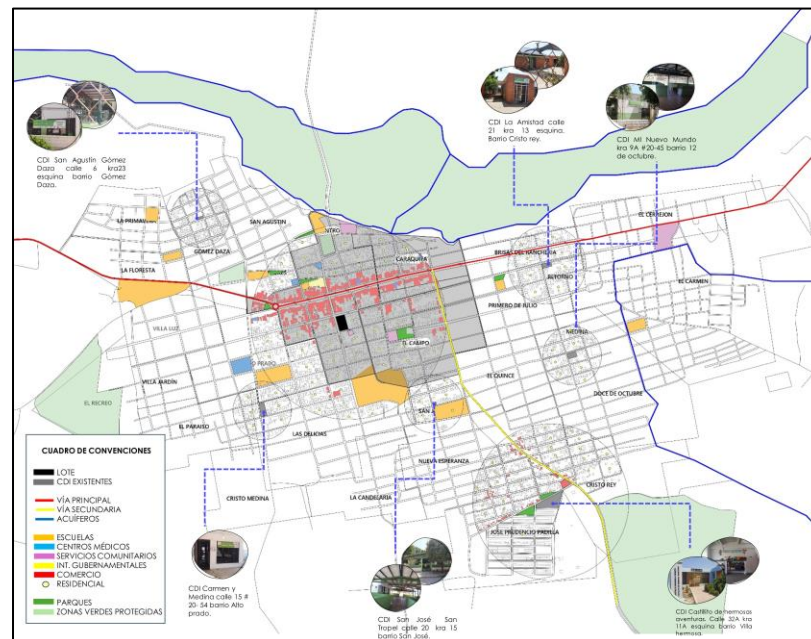 CDI La Amistad calle
21 kra 13 esquina.
Barrio Cristo rey.
CDI MI Nuevo Mundo
kra 9A #20-45 barrio 12
de octubre.
CDI San Agustín Gómez
Daza calle 6 kra23
esquina barrio Gómez
Daza.
LA PRIMAVERA
SAN AGUSTIN
GOMEZ DAZA
LA FLORESTA
CARAQUITA
EL CERREJON
BRISAS DEL RANCHERIA
RETORNO
EL CARMEN
PRIMERO DE JULIO
VILLA LUZ
MEDINA
EL CAMPO
VILLA JARDÍN
EL QUINCE
DOCE DE OCTUBRE
EL RECREO
EL PARAISO
LAS DELICIAS
NUEVA ESPERANZA
CRISTO MEDINA
LA CANDELARIA
CRISTO REY
JOSE PRUDENCIO PADILLA
CUADRO DE CONVENCIONES
LOTE
CDI EXISTENTES
VÍA PRINCIPAL
VÍA SECUNDARIA
ACUÍFEROS
ESCUELAS
CENTROS MÉDICOS
SERVICIOS COMUNITARIOS
INT. GUBERNAMENTALES
COMERCIO
RESIDENCIAL
PARQUES
ZONAS VERDES PROTEGIDAS
CDI Carmen y
Medina calle 15 #
20- 54 barrio Alto
prado.
CDI San José San
Tropel calle 20 kra 15
barrio San José.
CDI Castillito de hermosas
aventuras. Calle 32A kra
11A esquina barrio Villa
hermosa.